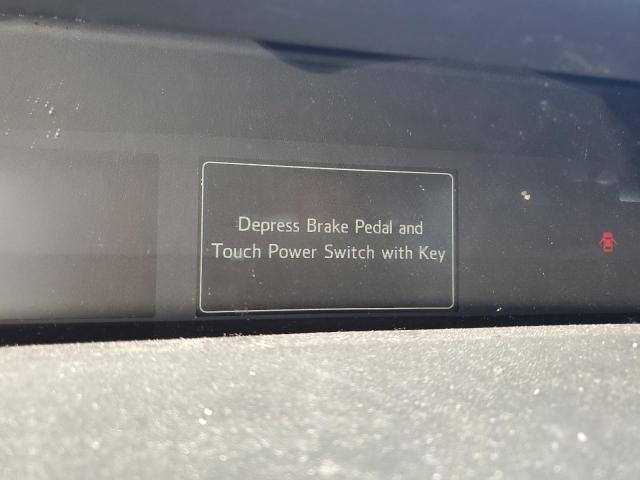 Depress Brake Pedal and
Touch Power Switch with Key